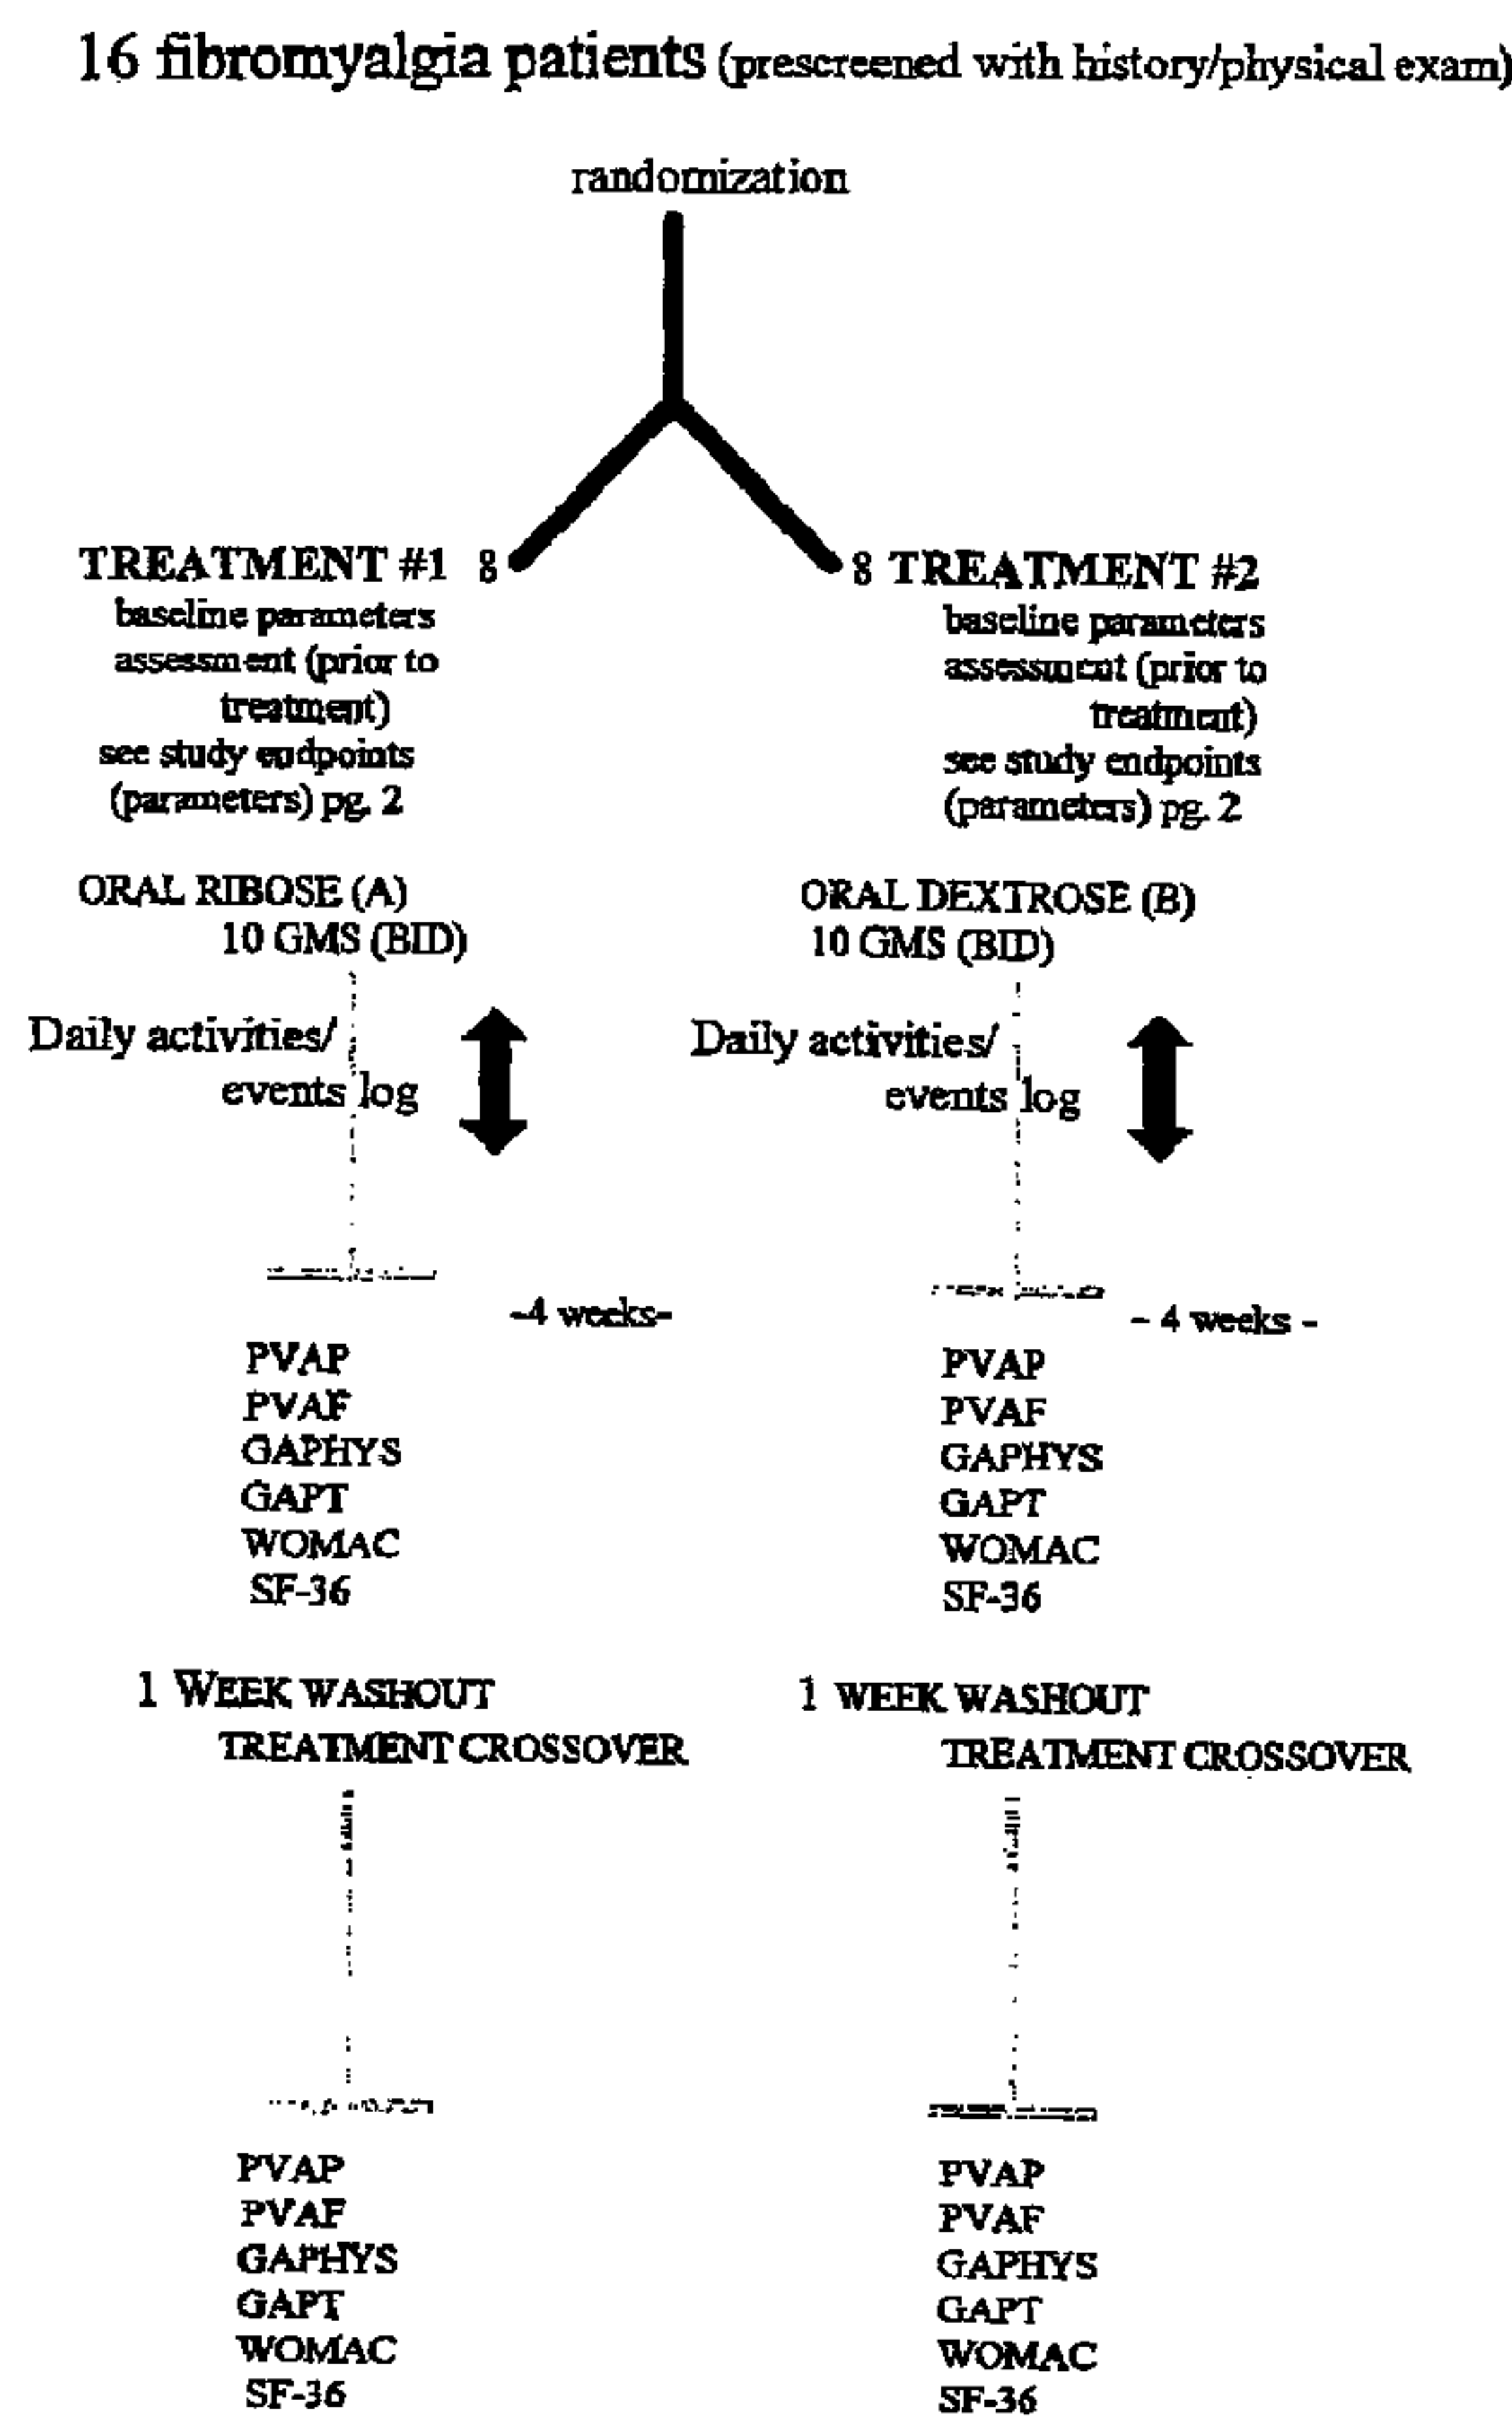 16 fibromyalgia patients (prescreened with history/physical exam)
randomization
TREATMENT #1 8
baseline parameters
assessment (prior to
treatment)
see study endpoints
(parameters) pg. 2
ORAL RIBOSE (A)
10 GMS (BID)
Daily activities/
events log
-4 weeks-
PVAP
PVAF
GAPHYS
GAPT
WOMAC
SF-36
1 WEEK WASHOUT
TREATMENT CROSSOVER
PVAP
PVAF
GAPHYS
GAPT
WOMAC
SF-36
8 TREATMENT #2
baseline parameters
assessment (prior to
treatment)
see study endpoints
(parameters) pg. 2
ORAL DEXTROSE (B)
10 GMS (BID)
Daily activities/
events log
- 4 weeks -
PVAP
PVAF
GAPHYS
GAPT
WOMAC
SF-36
1 WEEK WASHOUT
TREATMENT CROSSOVER
PVAP
PVAF
GAPHYS
GAPT
WOMAC
SF-36